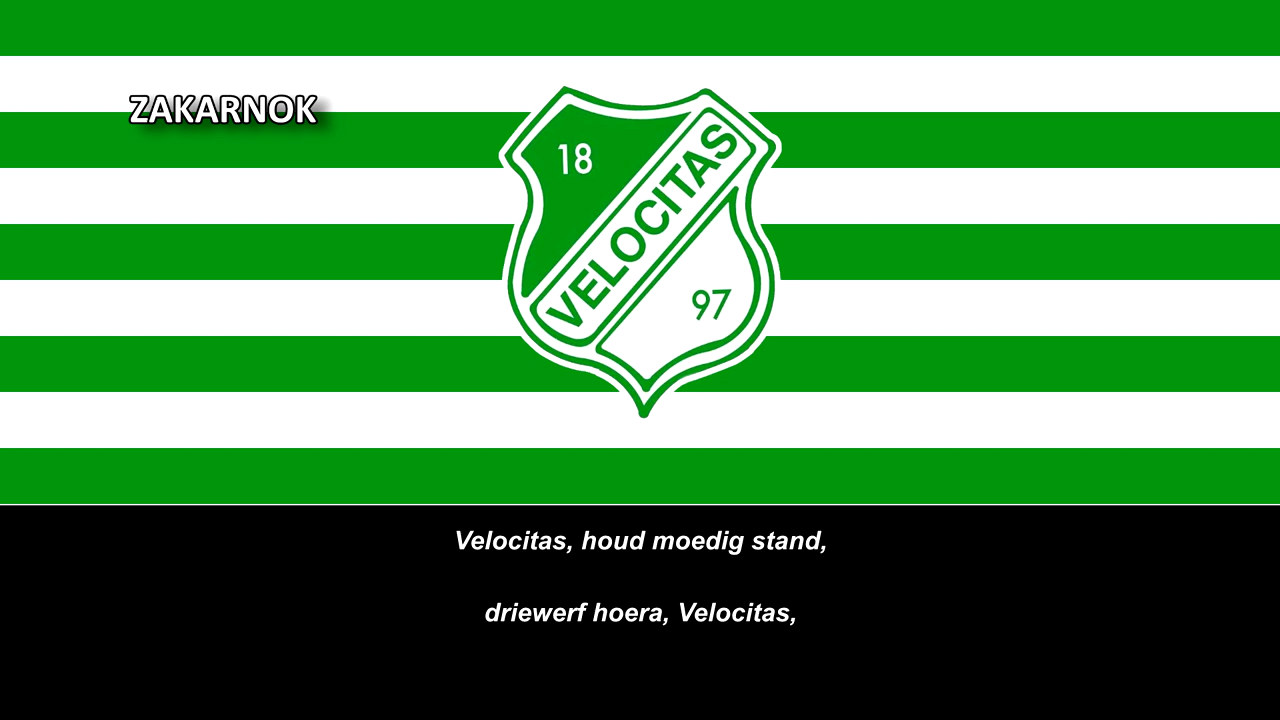 ZAKARNOK
18
VELOCITAS
97
Velocitas, houd moedig stand,
driewerf hoera, Velocitas,